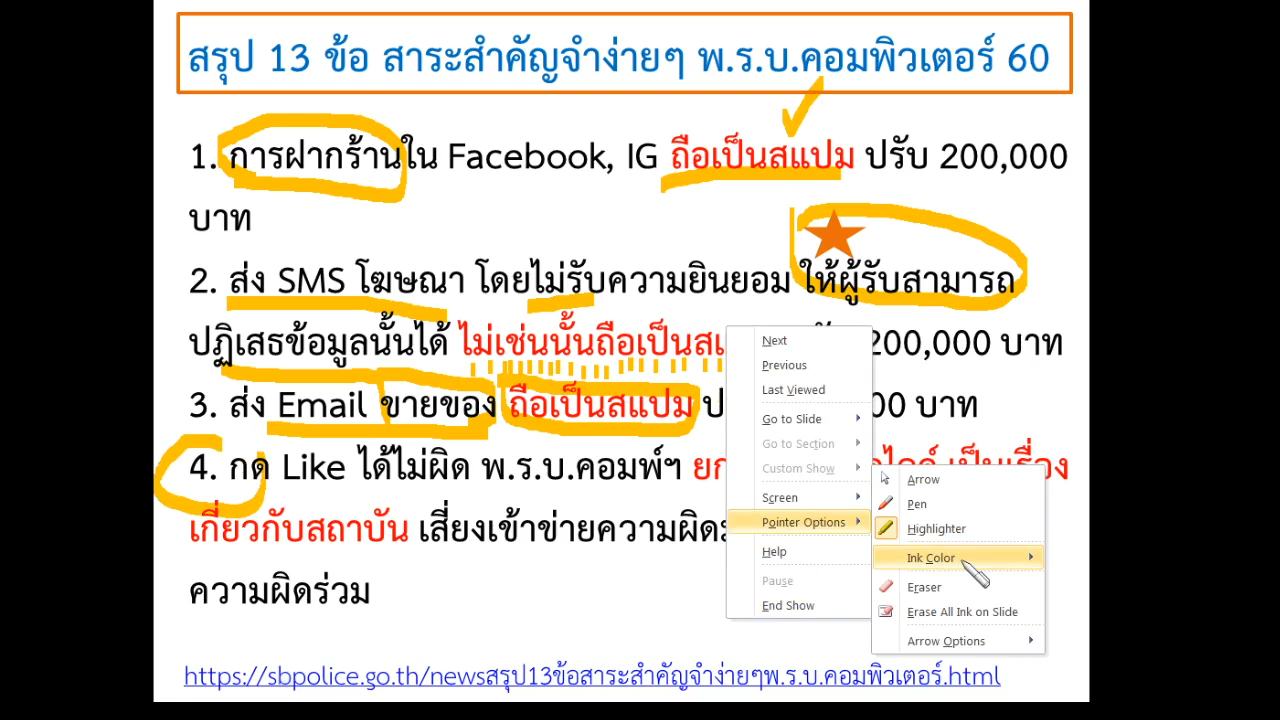 สรุป 13 ข้อ สาระสำคัญจำง่ายๆ พ.ร.บ.คอมพิวเตอร์ 60
1. การฝากร้านใน Facebook, IG ถือเป็นสแปม ปรับ 200,000
บาท
2. ส่ง SMS โฆษณา โดยไม่รับความยินยอม ให้ผู้รับสามารถ
ปฏิเสธข้อมูลนั้นได้ ไม่เช่นนั้นถือเป็น 200,000 บาท
3. ส่ง Email ขายของ ถือเป็นสแปม 00 บาท
4. กด Like ได้ไม่ผิด พ.ร.บ.คอมพ์ฯ เป็นเรื่อง
เกี่ยวกับสถาบัน เสี่ยงเข้าข่ายความผิด
ความผิดร่วม
https://sbpolice.go.th/newsสรุป13ข้อสาระสำคัญจำง่ายๆพ.ร.บ.คอมพิวเตอร์.html
Next
Previous
Last Viewed
Go to Slide
Go to Section
Custom Show
Screen
Pointer Options
Help
Pause
End Show
Arrow
Pen
Highlighter
Ink Color
Eraser
Erase All Ink on Slide
Arrow Options